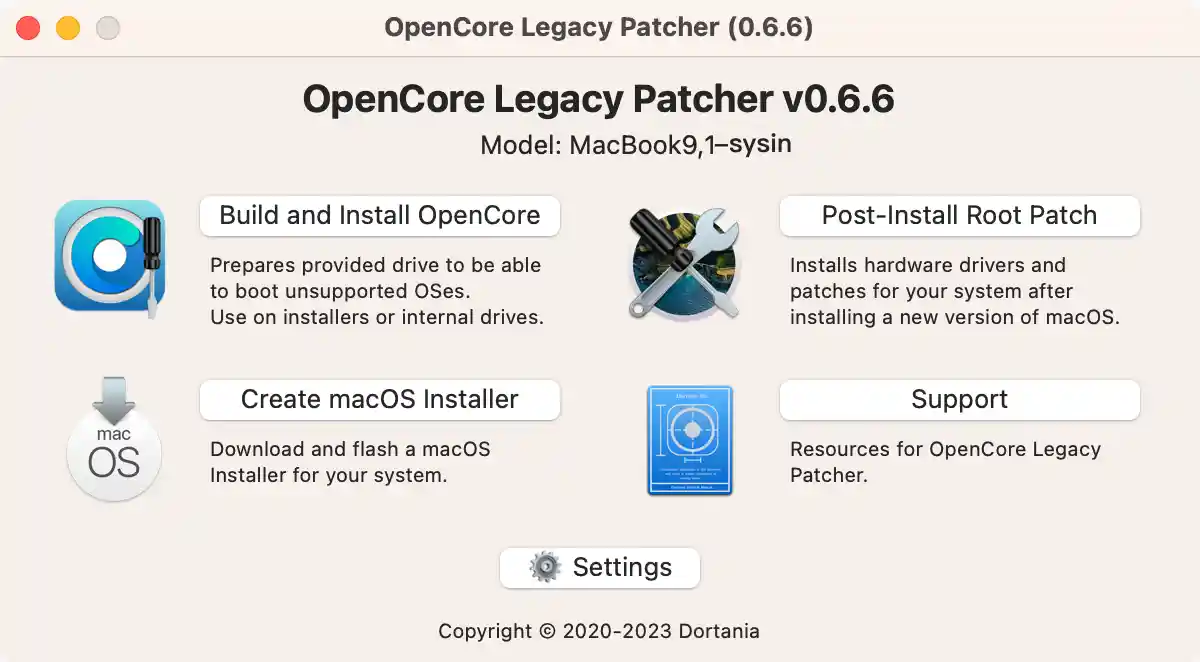 OpenCore Legacy Patcher (0.6.6)
OpenCore Legacy Patcher v0.6.6
Model: MacBook9,1–sysin
Build and Install OpenCore
Prepares provided drive to be able
to boot unsupported OSes.
Use on installers or internal drives.
Post-Install Root Patch
Installs hardware drivers and
patches for your system after
installing a new version of macOS.
mac
OS
Create macOS Installer
Download and flash a macOS
Installer for your system.
Support
Resources for OpenCore Legacy
Patcher.
Settings
Copyright © 2020-2023 Dortania